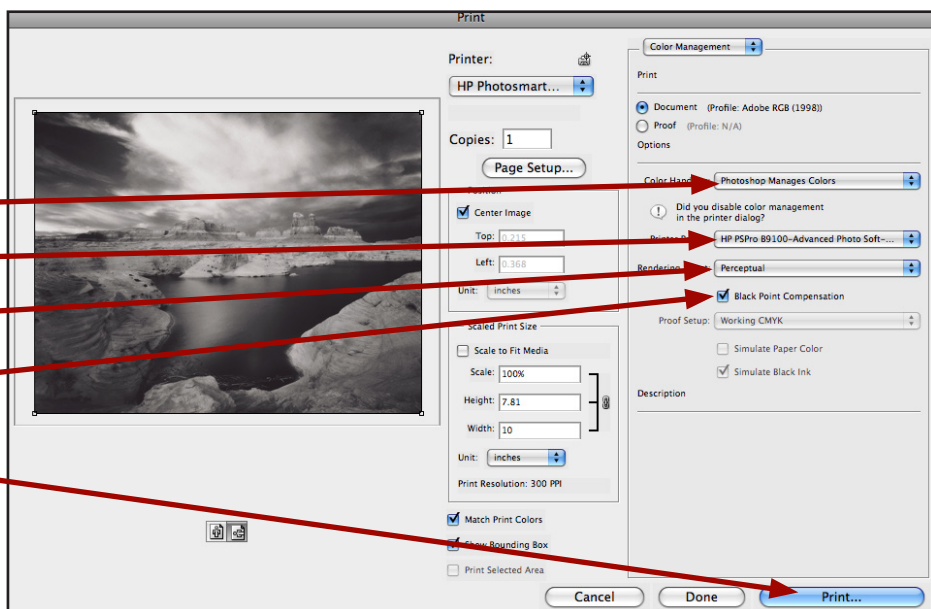 Print
Printer:
HP Photosmart...
Copies: 1
Page Setup...
Position
Center Image
Top: 0.215
Left: 0.368
Unit: inches
Scaled Print Size
Scale to Fit Media
Scale: 100%
Height: 7.81
Width: 10
Unit: inches
Print Resolution: 300 PPI
Match Print Colors
Show Bounding Box
Print Selected Area
Color Management
Print
Document (Profile: Adobe RGB (1998))
Proof (Profile: N/A)
Options
Color Photoshop Manages Colors
Did you disable color management
in the printer dialog?
Printer HP PSPro B9100-Advanced Photo Soft-...
Rendering Perceptual
Black Point Compensation
Proof Setup: Working CMYK
Simulate Paper Color
Simulate Black Ink
Description
Cancel
Done
Print...